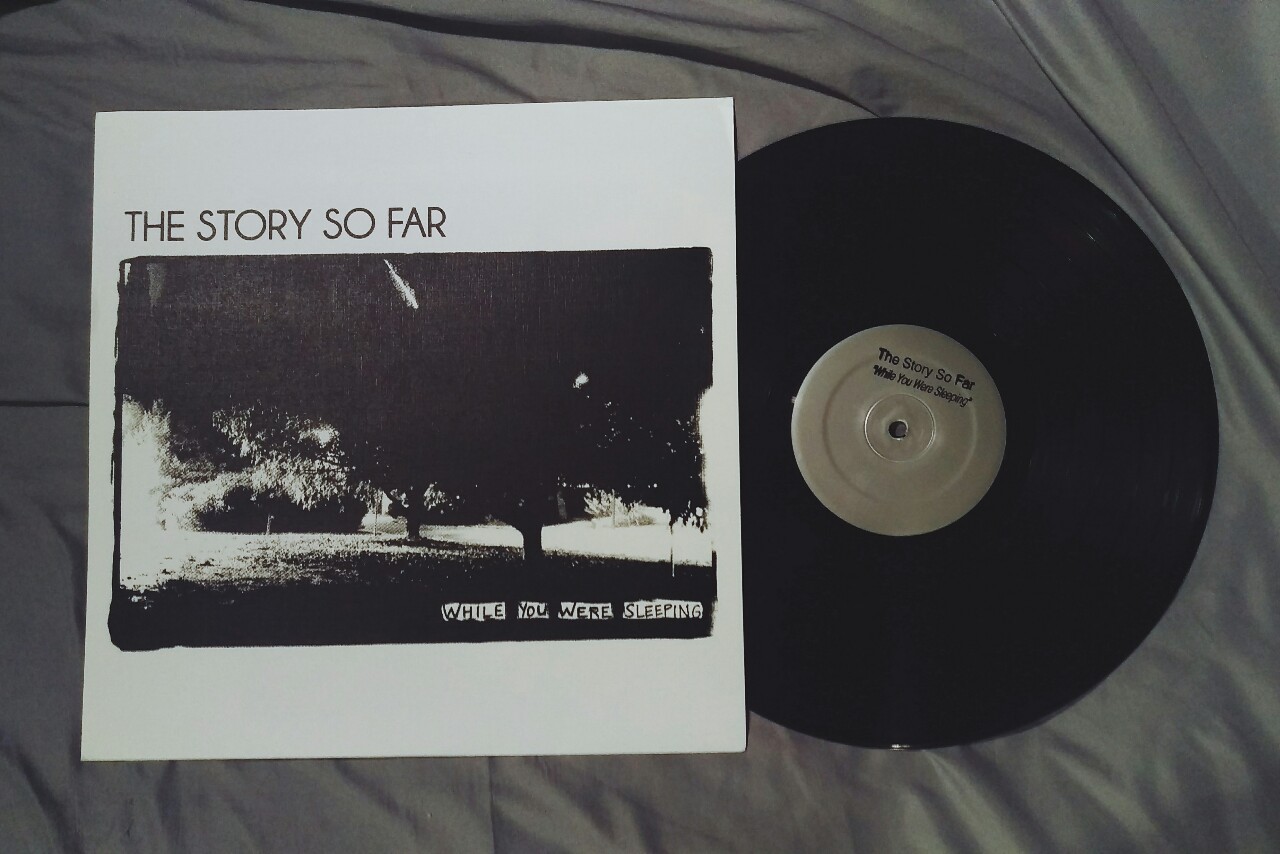 THE STORY SO FAR
WHILE YOU WERE SLEEPING
The Story So Far
"While You Were Sleeping"